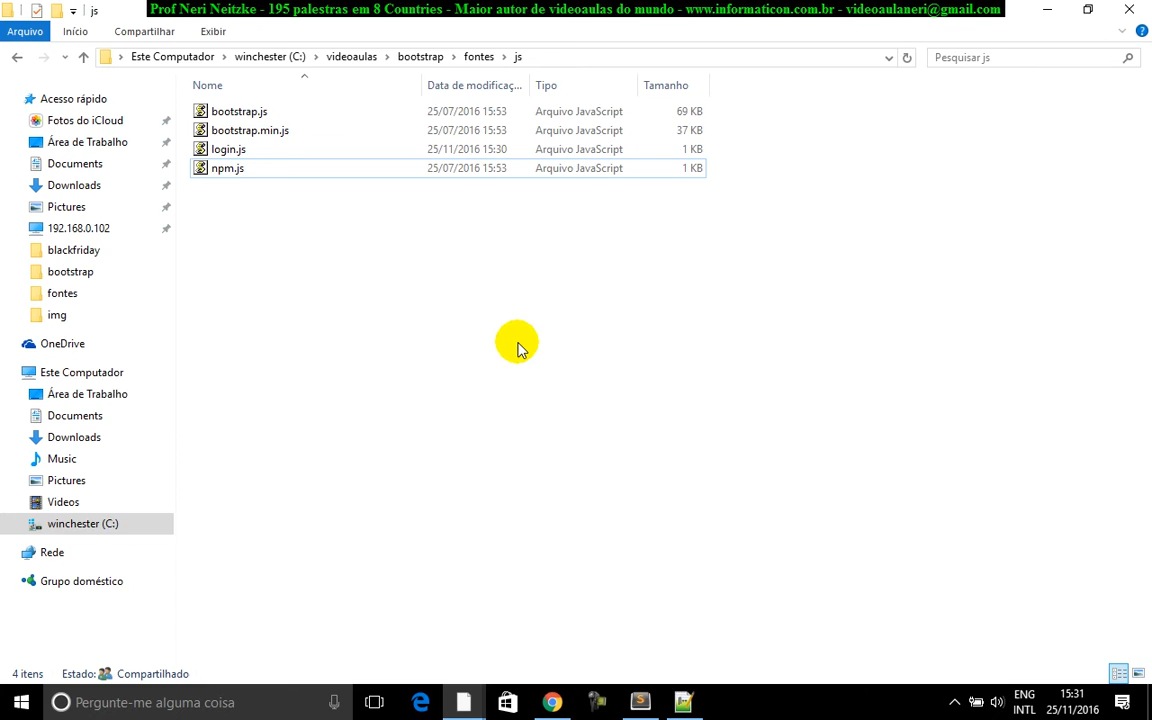 js
Prof Neri Neitzke - 195 palestras em 8 Countries - Maior autor de videoaulas do mundo - www.informaticon.com.br - videoaulaneri@gmail.com
Arquivo Início Compartilhar Exibir
Este Computador winchester (C:) videoaulas bootstrap fontes js Pesquisar js
Nome Data de modificaç... Tipo Tamanho
bootstrap.js 25/07/2016 15:53 Arquivo JavaScript 69 KB
bootstrap.min.js 25/07/2016 15:53 Arquivo JavaScript 37 KB
login.js 25/11/2016 15:30 Arquivo JavaScript 1 KB
npm.js 25/07/2016 15:53 Arquivo JavaScript 1 KB
Acesso rápido
Fotos do iCloud
Área de Trabalho
Documents
Downloads
Pictures
192.168.0.102
blackfriday
bootstrap
fontes
img
OneDrive
Este Computador
Área de Trabalho
Documents
Downloads
Music
Pictures
Videos
winchester (C:)
Rede
Grupo doméstico
4 itens Estado: Compartilhado
Pergunte-me alguma coisa
ENG 15:31
INTL 25/11/2016